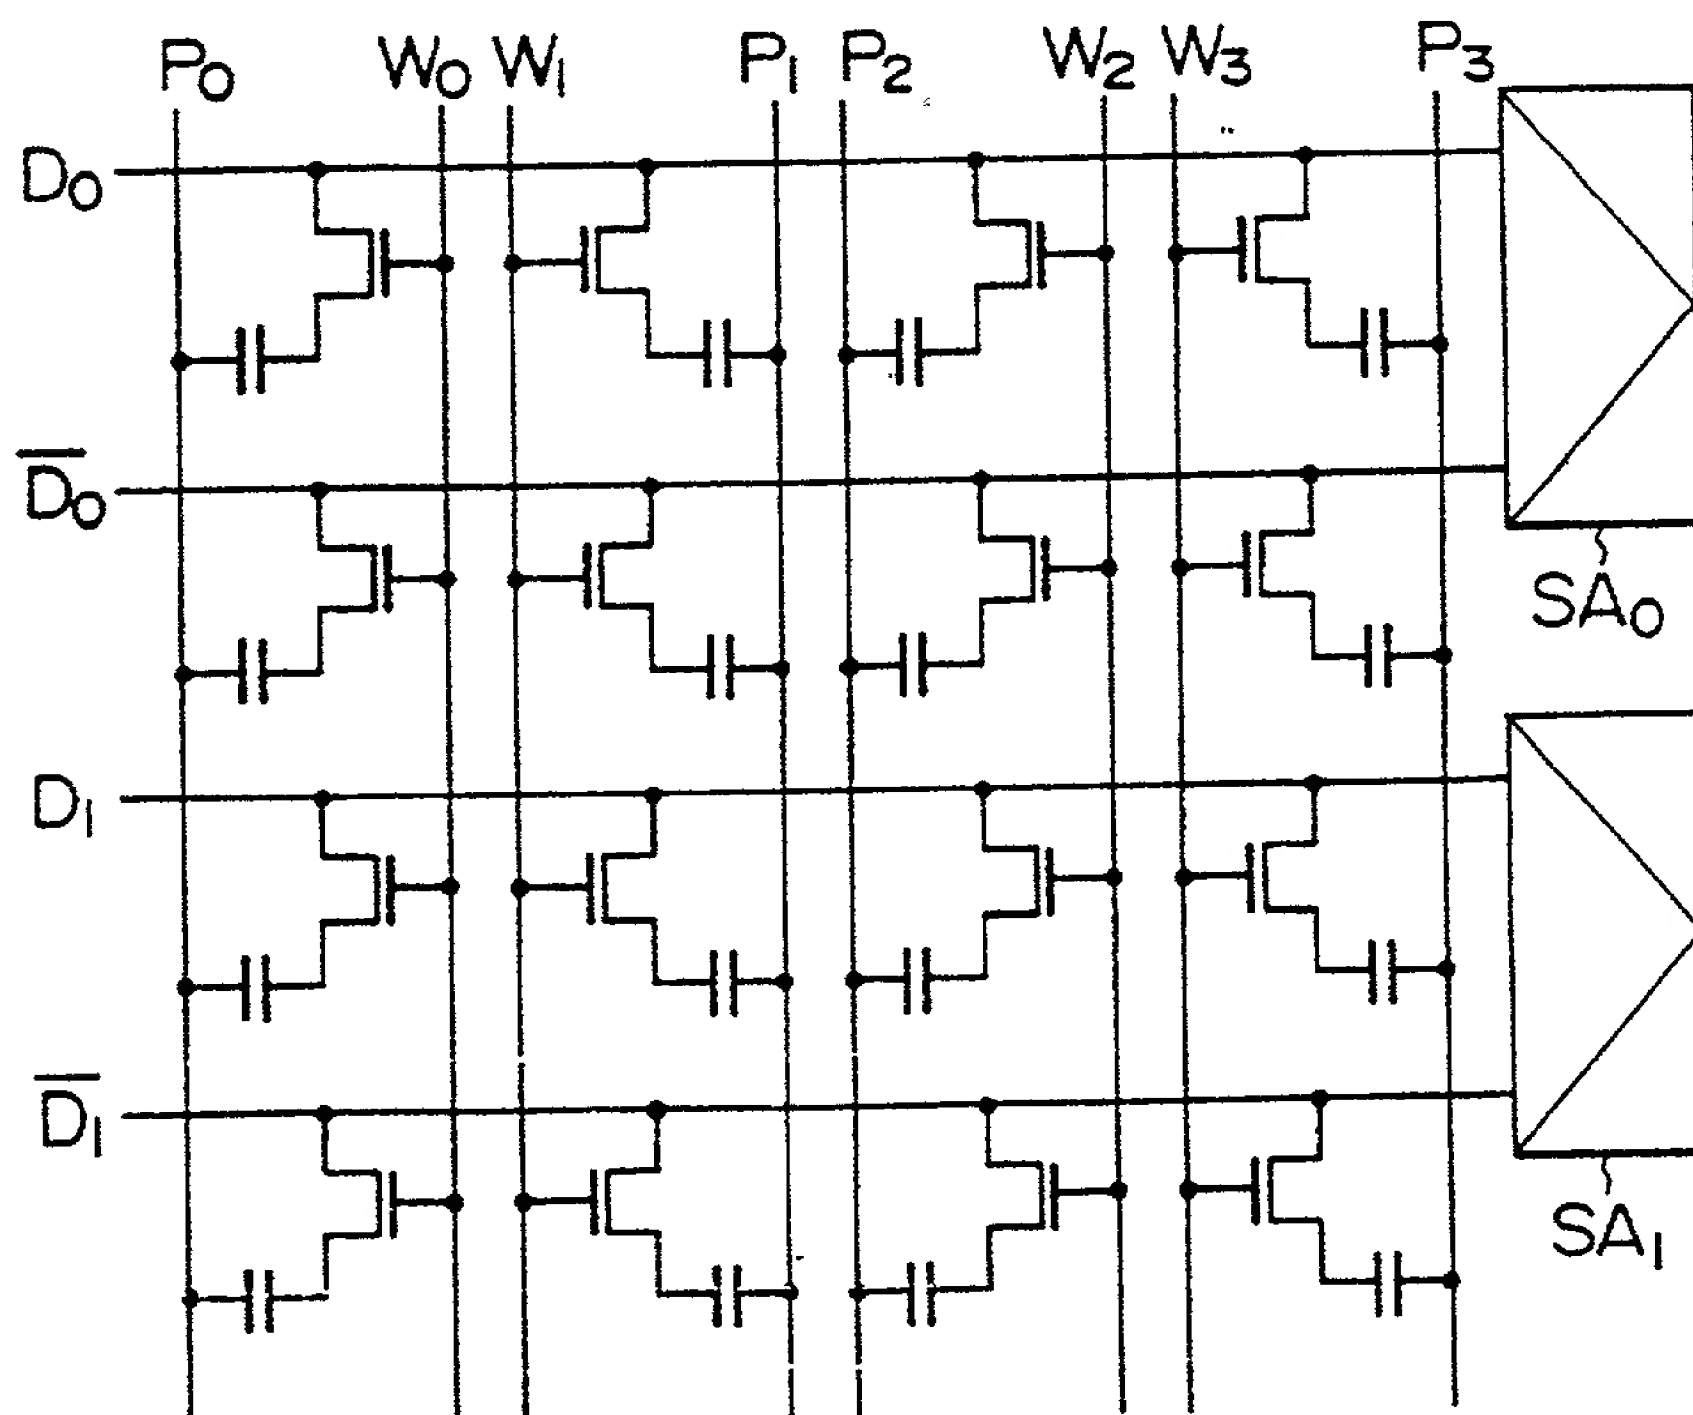 P₀ W₀ W₁ P₁ P₂ W₂ W₃ P₃
D₀
D̅₀
SA₀
D₁
D̅₁
SA₁